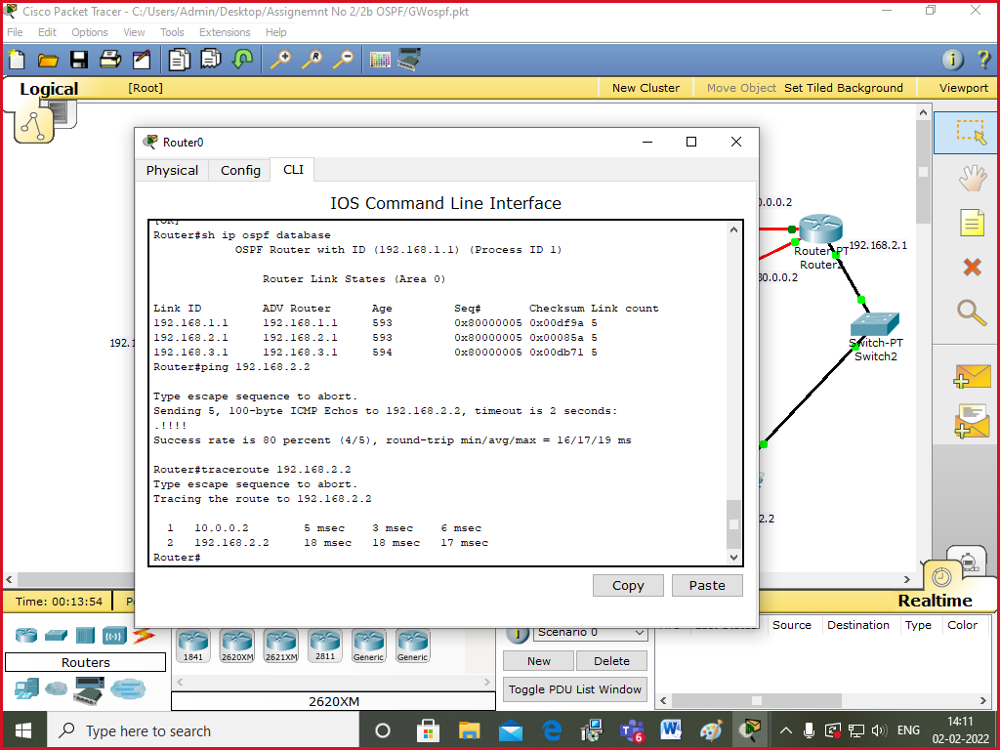 Cisco Packet Tracer - C:/Users/Admin/Desktop/Assignemnt No 2/2b OSPF/GWospf.pkt
File Edit Options View Tools Extensions Help
Logical [Root] New Cluster Move Object Set Tiled Background Viewport
Router0
Physical Config CLI
IOS Command Line Interface
[OK]
Router#sh ip ospf database
OSPF Router with ID (192.168.1.1) (Process ID 1)
Router Link States (Area 0)
Link ID ADV Router Age Seq# Checksum Link count
192.168.1.1 192.168.1.1 593 0x80000005 0x00df9a 5
192.168.2.1 192.168.2.1 593 0x80000005 0x00085a 5
192.168.3.1 192.168.3.1 594 0x80000005 0x00db71 5
Router#ping 192.168.2.2
Type escape sequence to abort.
Sending 5, 100-byte ICMP Echos to 192.168.2.2, timeout is 2 seconds:
.!!!!
Success rate is 80 percent (4/5), round-trip min/avg/max = 16/17/19 ms
Router#traceroute 192.168.2.2
Type escape sequence to abort.
Tracing the route to 192.168.2.2
1 10.0.0.2 5 msec 3 msec 6 msec
2 192.168.2.2 18 msec 18 msec 17 msec
Router#
Copy Paste
192.1
0.0.2
Router-PT
Router2
192.168.2.1
0.0.0.2
Switch-PT
Switch2
2.2
Time: 00:13:54
Realtime
Routers
1841 2620XM 2621XM 2811 Generic Generic
2620XM
Scenario 0
New Delete
Toggle PDU List Window
Source Destination Type Color
Type here to search
6
ENG
14:11
02-02-2022